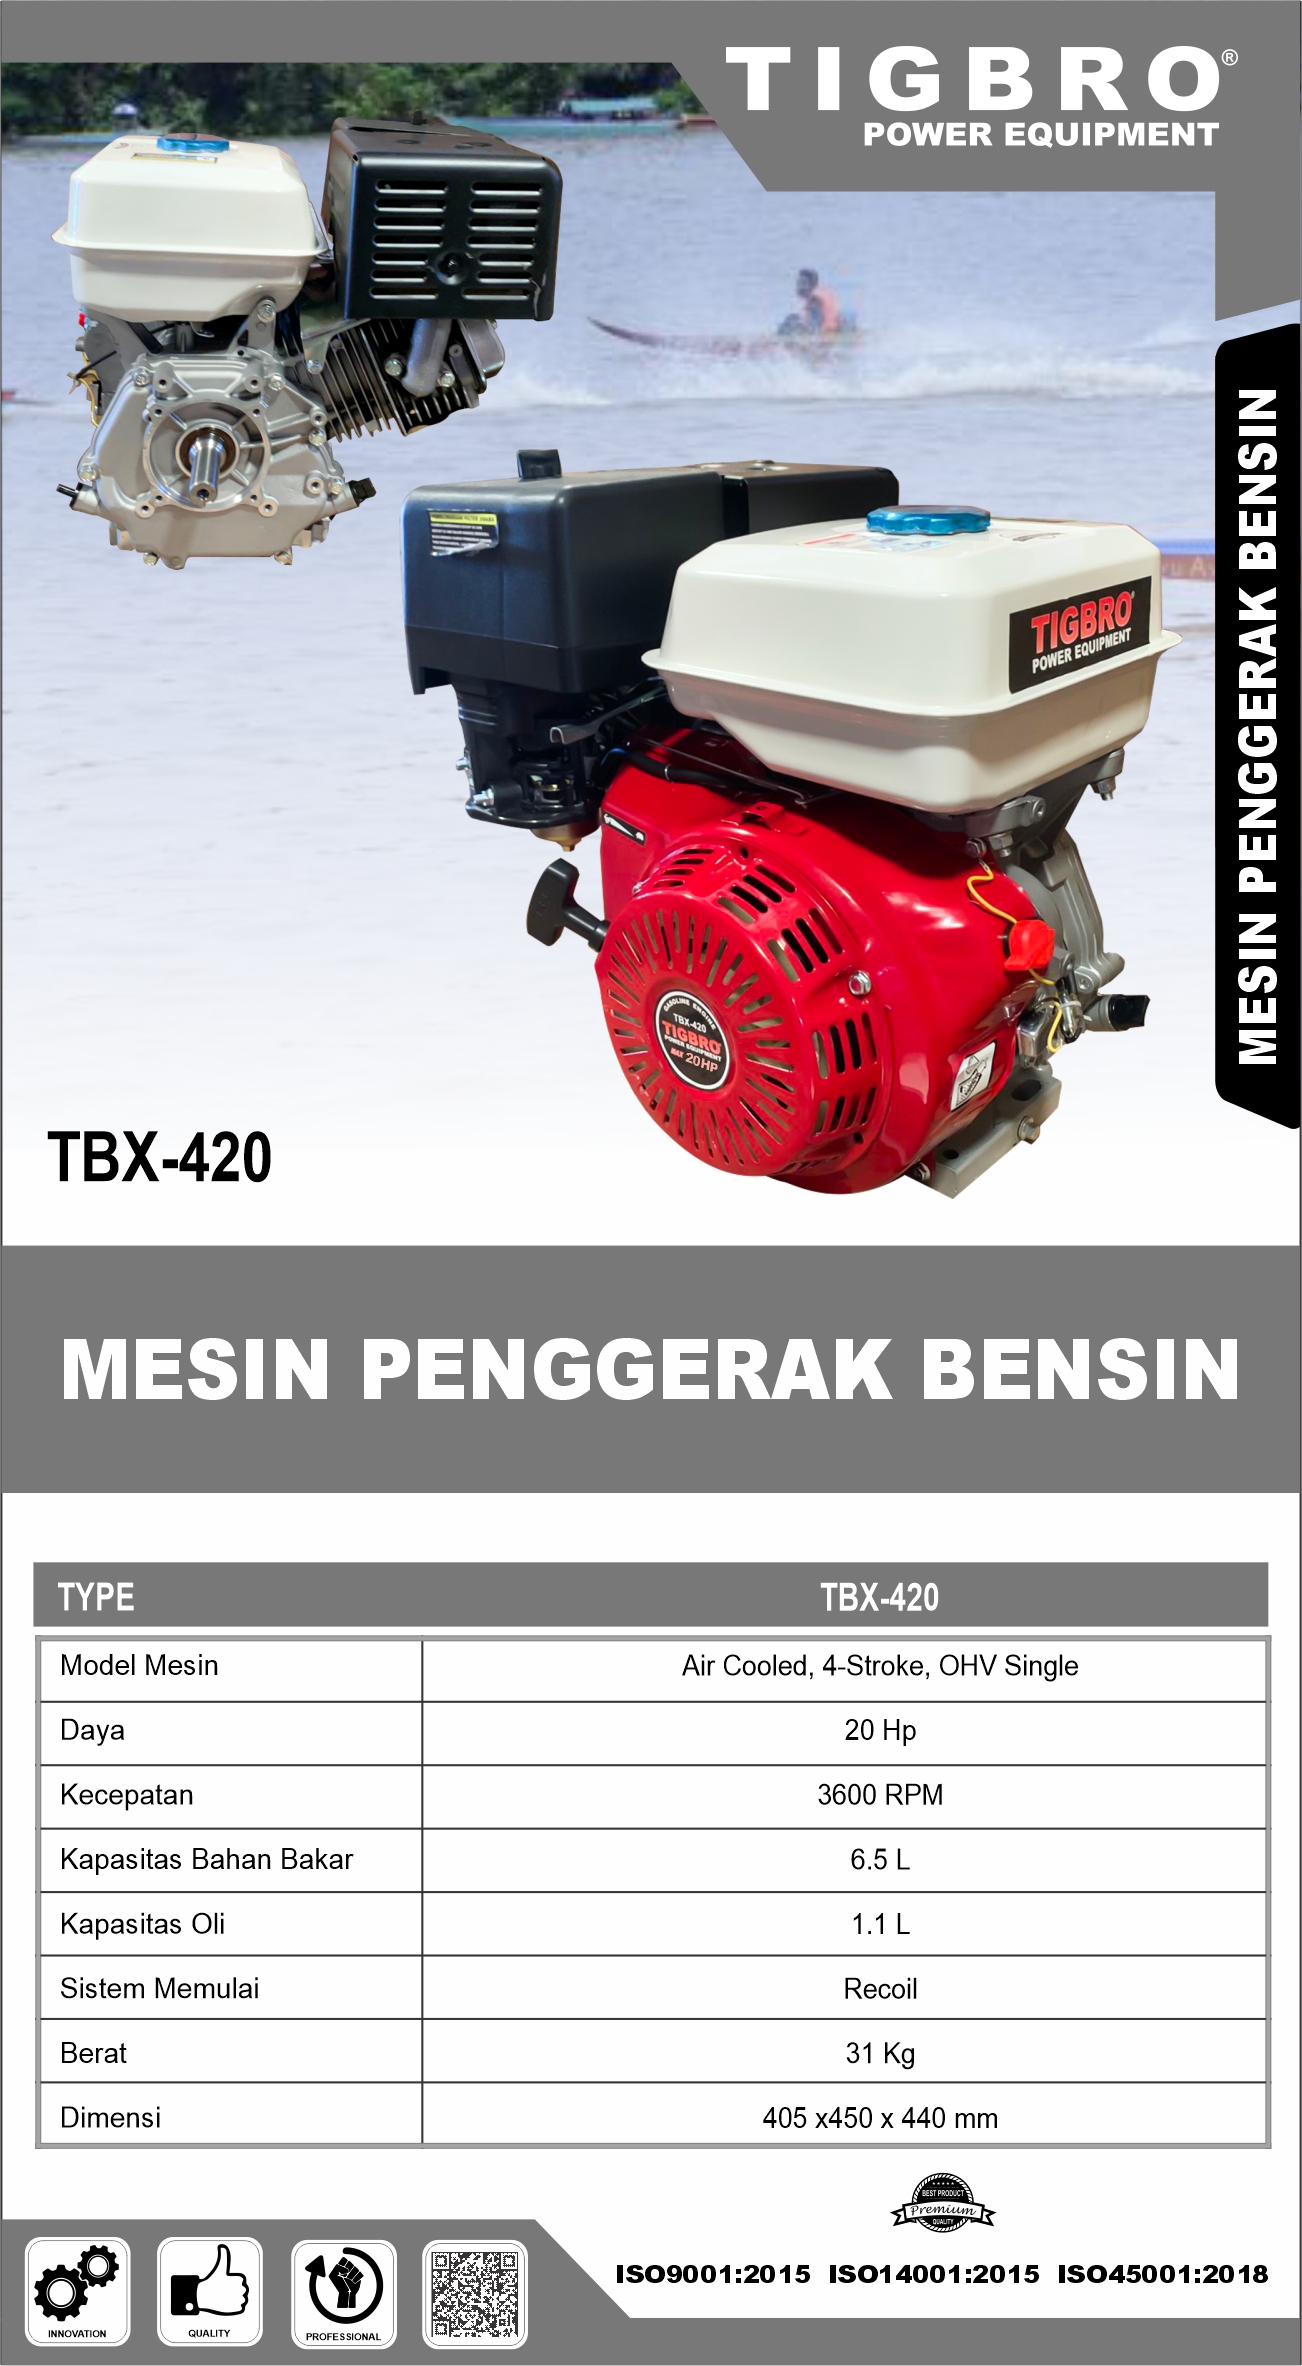 TIGBRO®
POWER EQUIPMENT
MESIN PENGGERAK BENSIN
TIGBRO
POWER EQUIPMENT
GASOLINE ENGINE
TBX-420
TIGBRO
POWER EQUIPMENT
MAX 20HP
TBX-420
MESIN PENGGERAK BENSIN
TYPE TBX-420
Model Mesin Air Cooled, 4-Stroke, OHV Single
Daya 20 Hp
Kecepatan 3600 RPM
Kapasitas Bahan Bakar 6.5 L
Kapasitas Oli 1.1 L
Sistem Memulai Recoil
Berat 31 Kg
Dimensi 405 x450 x 440 mm
BEST PRODUCT
Premium
QUALITY
ISO9001:2015 ISO14001:2015 ISO45001:2018
INNOVATION
QUALITY
PROFESSIONAL